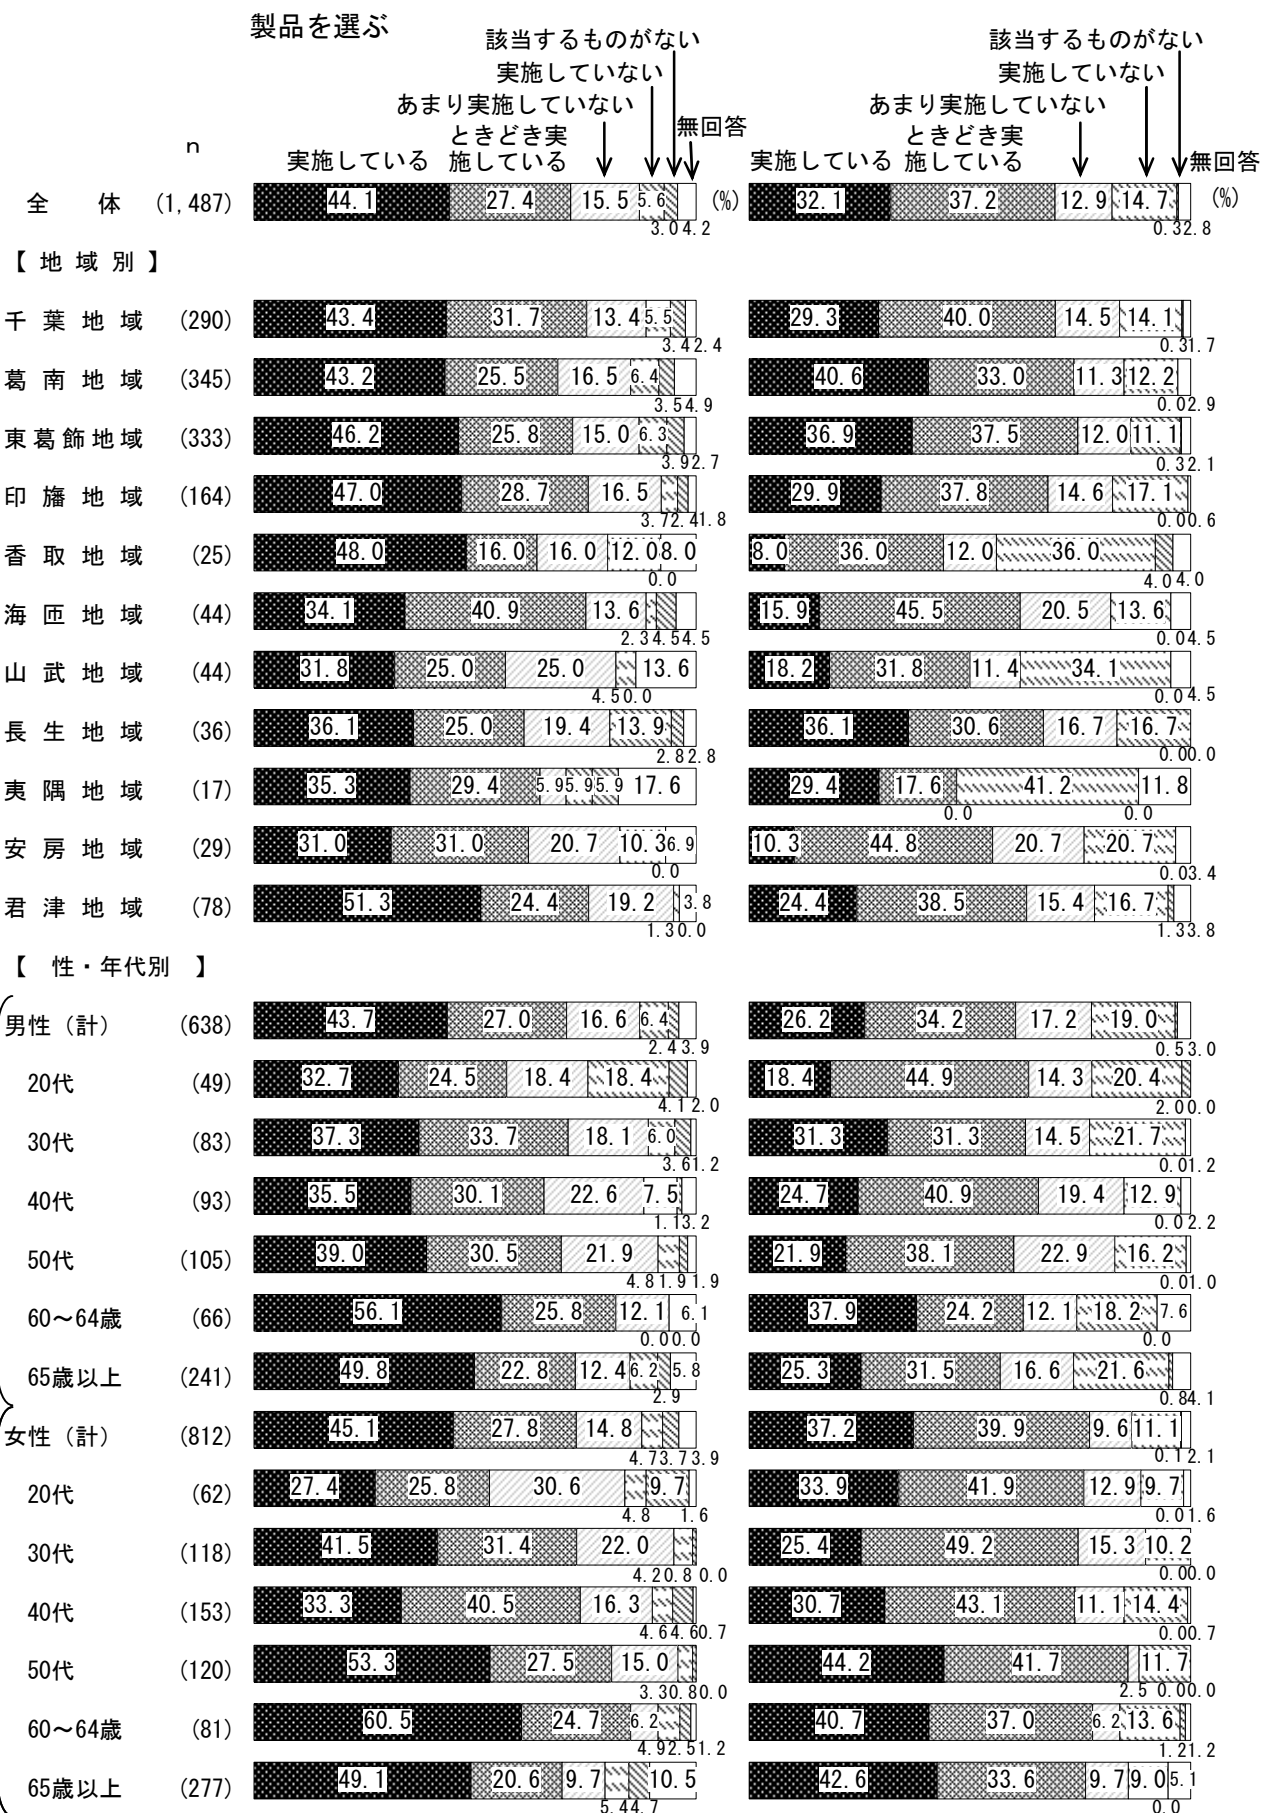 製品を選ぶ
該当するものがない 該当するものがない
実施していない 実施していない
あまり実施していない あまり実施していない
無回答
ときどき実 ときどき実
n 実施している 施している 実施している 施している 無回答
全 体 (1,487) 44.1 27.4 15.5 5.6 (%) 32.1 37.2 12.9 14.7 (%)
3.0 4.2 0.3 2.8
【地域別】
千葉地域 (290) 43.4 31.7 13.4 5.5 29.3 40.0 14.5 14.1
3.4 2.4 0.3 1.7
葛南地域 (345) 43.2 25.5 16.5 6.4 40.6 33.0 11.3 12.2
3.5 4.9 0.0 2.9
東葛飾地域 (333) 46.2 25.8 15.0 6.3 36.9 37.5 12.0 11.1
3.9 2.7 0.3 2.1
印旛地域 (164) 47.0 28.7 16.5 29.9 37.8 14.6 17.1
3.7 2.4 1.8 0.0 0.6
香取地域 (25) 48.0 16.0 16.0 12.0 8.0 8.0 36.0 12.0 36.0
0.0 4.0 4.0
海匝地域 (44) 34.1 40.9 13.6 15.9 45.5 20.5 13.6
2.3 4.5 4.5 0.0 4.5
山武地域 (44) 31.8 25.0 25.0 13.6 18.2 31.8 11.4 34.1
4.5 0.0 0.0 4.5
長生地域 (36) 36.1 25.0 19.4 13.9 36.1 30.6 16.7 16.7
2.8 2.8 0.0 0.0
夷隅地域 (17) 35.3 29.4 5.9 5.9 5.9 17.6 29.4 17.6 41.2 11.8
0.0 0.0
安房地域 (29) 31.0 31.0 20.7 10.3 6.9 10.3 44.8 20.7 20.7
0.0 0.0 3.4
君津地域 (78) 51.3 24.4 19.2 3.8 24.4 38.5 15.4 16.7
1.3 0.0 1.3 3.8
【 性・年代別 】
男性（計） (638) 43.7 27.0 16.6 6.4 26.2 34.2 17.2 19.0
2.4 3.9 0.5 3.0
20代 (49) 32.7 24.5 18.4 18.4 18.4 44.9 14.3 20.4
4.1 2.0 2.0 0.0
30代 (83) 37.3 33.7 18.1 6.0 31.3 31.3 14.5 21.7
3.6 1.2 0.0 1.2
40代 (93) 35.5 30.1 22.6 7.5 24.7 40.9 19.4 12.9
1.1 3.2 0.0 2.2
50代 (105) 39.0 30.5 21.9 21.9 38.1 22.9 16.2
4.8 1.9 1.9 0.0 1.0
60～64歳 (66) 56.1 25.8 12.1 6.1 37.9 24.2 12.1 18.2 7.6
0.0 0.0 0.0
65歳以上 (241) 49.8 22.8 12.4 6.2 5.8 25.3 31.5 16.6 21.6
2.9 0.8 4.1
女性（計） (812) 45.1 27.8 14.8 37.2 39.9 9.6 11.1
4.7 3.7 3.9 0.1 2.1
20代 (62) 27.4 25.8 30.6 9.7 33.9 41.9 12.9 9.7
4.8 1.6 0.0 1.6
30代 (118) 41.5 31.4 22.0 25.4 49.2 15.3 10.2
4.2 0.8 0.0 0.0 0.0
40代 (153) 33.3 40.5 16.3 30.7 43.1 11.1 14.4
4.6 4.6 0.7 0.0 0.7
50代 (120) 53.3 27.5 15.0 44.2 41.7 11.7
3.3 0.8 0.0 2.5 0.0 0.0
60～64歳 (81) 60.5 24.7 6.2 40.7 37.0 6.2 13.6
4.9 2.5 1.2 1.2 1.2
65歳以上 (277) 49.1 20.6 9.7 10.5 42.6 33.6 9.7 9.0 5.1
5.4 4.7 0.0